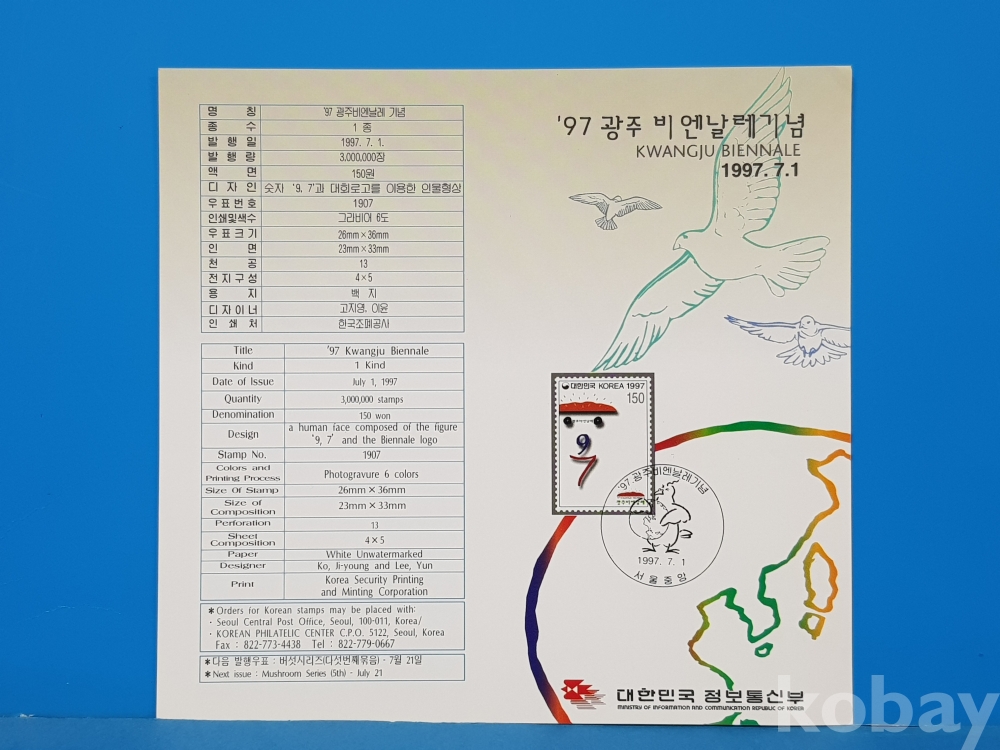 명 칭 '97 광주비엔날레 기념
종 수 1 종
발 행 일 1997. 7. 1.
발 행 량 3,000,000장
액 면 150원
디 자 인 숫자 '9, 7'과 대회로고를 이용한 인물형상
우 표 번 호 1907
인쇄및색수 그라비어 6도
우 표 크 기 26mm×36mm
인 면 23mm×33mm
천 공 13
전 지 구 성 4×5
용 지 백 지
디 자 이 너 고지영, 이윤
인 쇄 처 한국조폐공사
Title '97 Kwangju Biennale
Kind 1 Kind
Date of Issue July 1, 1997
Quantity 3,000,000 stamps
Denomination 150 won
Design a human face composed of the figure
'9, 7' and the Biennale logo
Stamp No. 1907
Colors and
Printing Process Photogravure 6 colors
Size Of Stamp 26mm×36mm
Size of
Composition 23mm×33mm
Perforation 13
Sheet
Composition 4×5
Paper White Unwatermarked
Designer Ko, Ji-young and Lee, Yun
Print Korea Security Printing
and Minting Corporation
* Orders for Korean stamps may be placed with:
· Seoul Central Post Office, Seoul, 100-011, Korea/
· KOREAN PHILATELIC CENTER C.P.O. 5122, Seoul, Korea
Fax : 822-773-4438 Tel : 822-779-0667
* 다음 발행우표 : 버섯시리즈(다섯번째묶음) - 7월 21일
* Next issue : Mushroom Series (5th) - July 21
'97 광주 비엔날레기념
KWANGJU BIENNALE
1997. 7.1
대한민국 KOREA 1997
150
광주비엔날레
9
7
광주비엔날레
'97 광주비엔날레기념
1997. 7. 1
서울중앙
대한민국 정보통신부
MINISTRY OF INFORMATION AND COMMUNICATION REPUBLIC OF KOREA
kobay